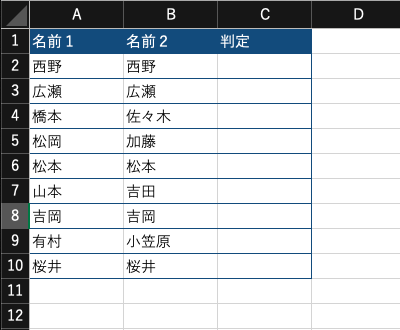 A B C D
1 名前１ 名前２ 判定
2 西野 西野
3 広瀬 広瀬
4 橋本 佐々木
5 松岡 加藤
6 松本 松本
7 山本 吉田
8 吉岡 吉岡
9 有村 小笠原
10 桜井 桜井
11
12